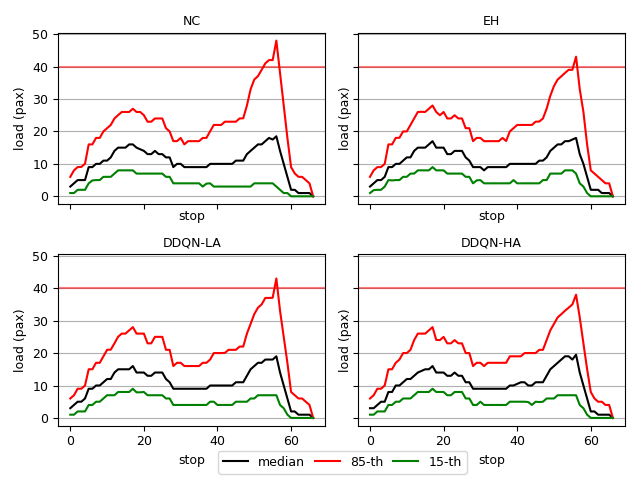 NC
EH
load (pax)
50
40
30
20
10
0
load (pax)
stop
stop
DDQN-LA
DDQN-HA
load (pax)
50
40
30
20
10
0
load (pax)
0 20 40 60
0 20 40 60
stop
stop
median 85-th 15-th